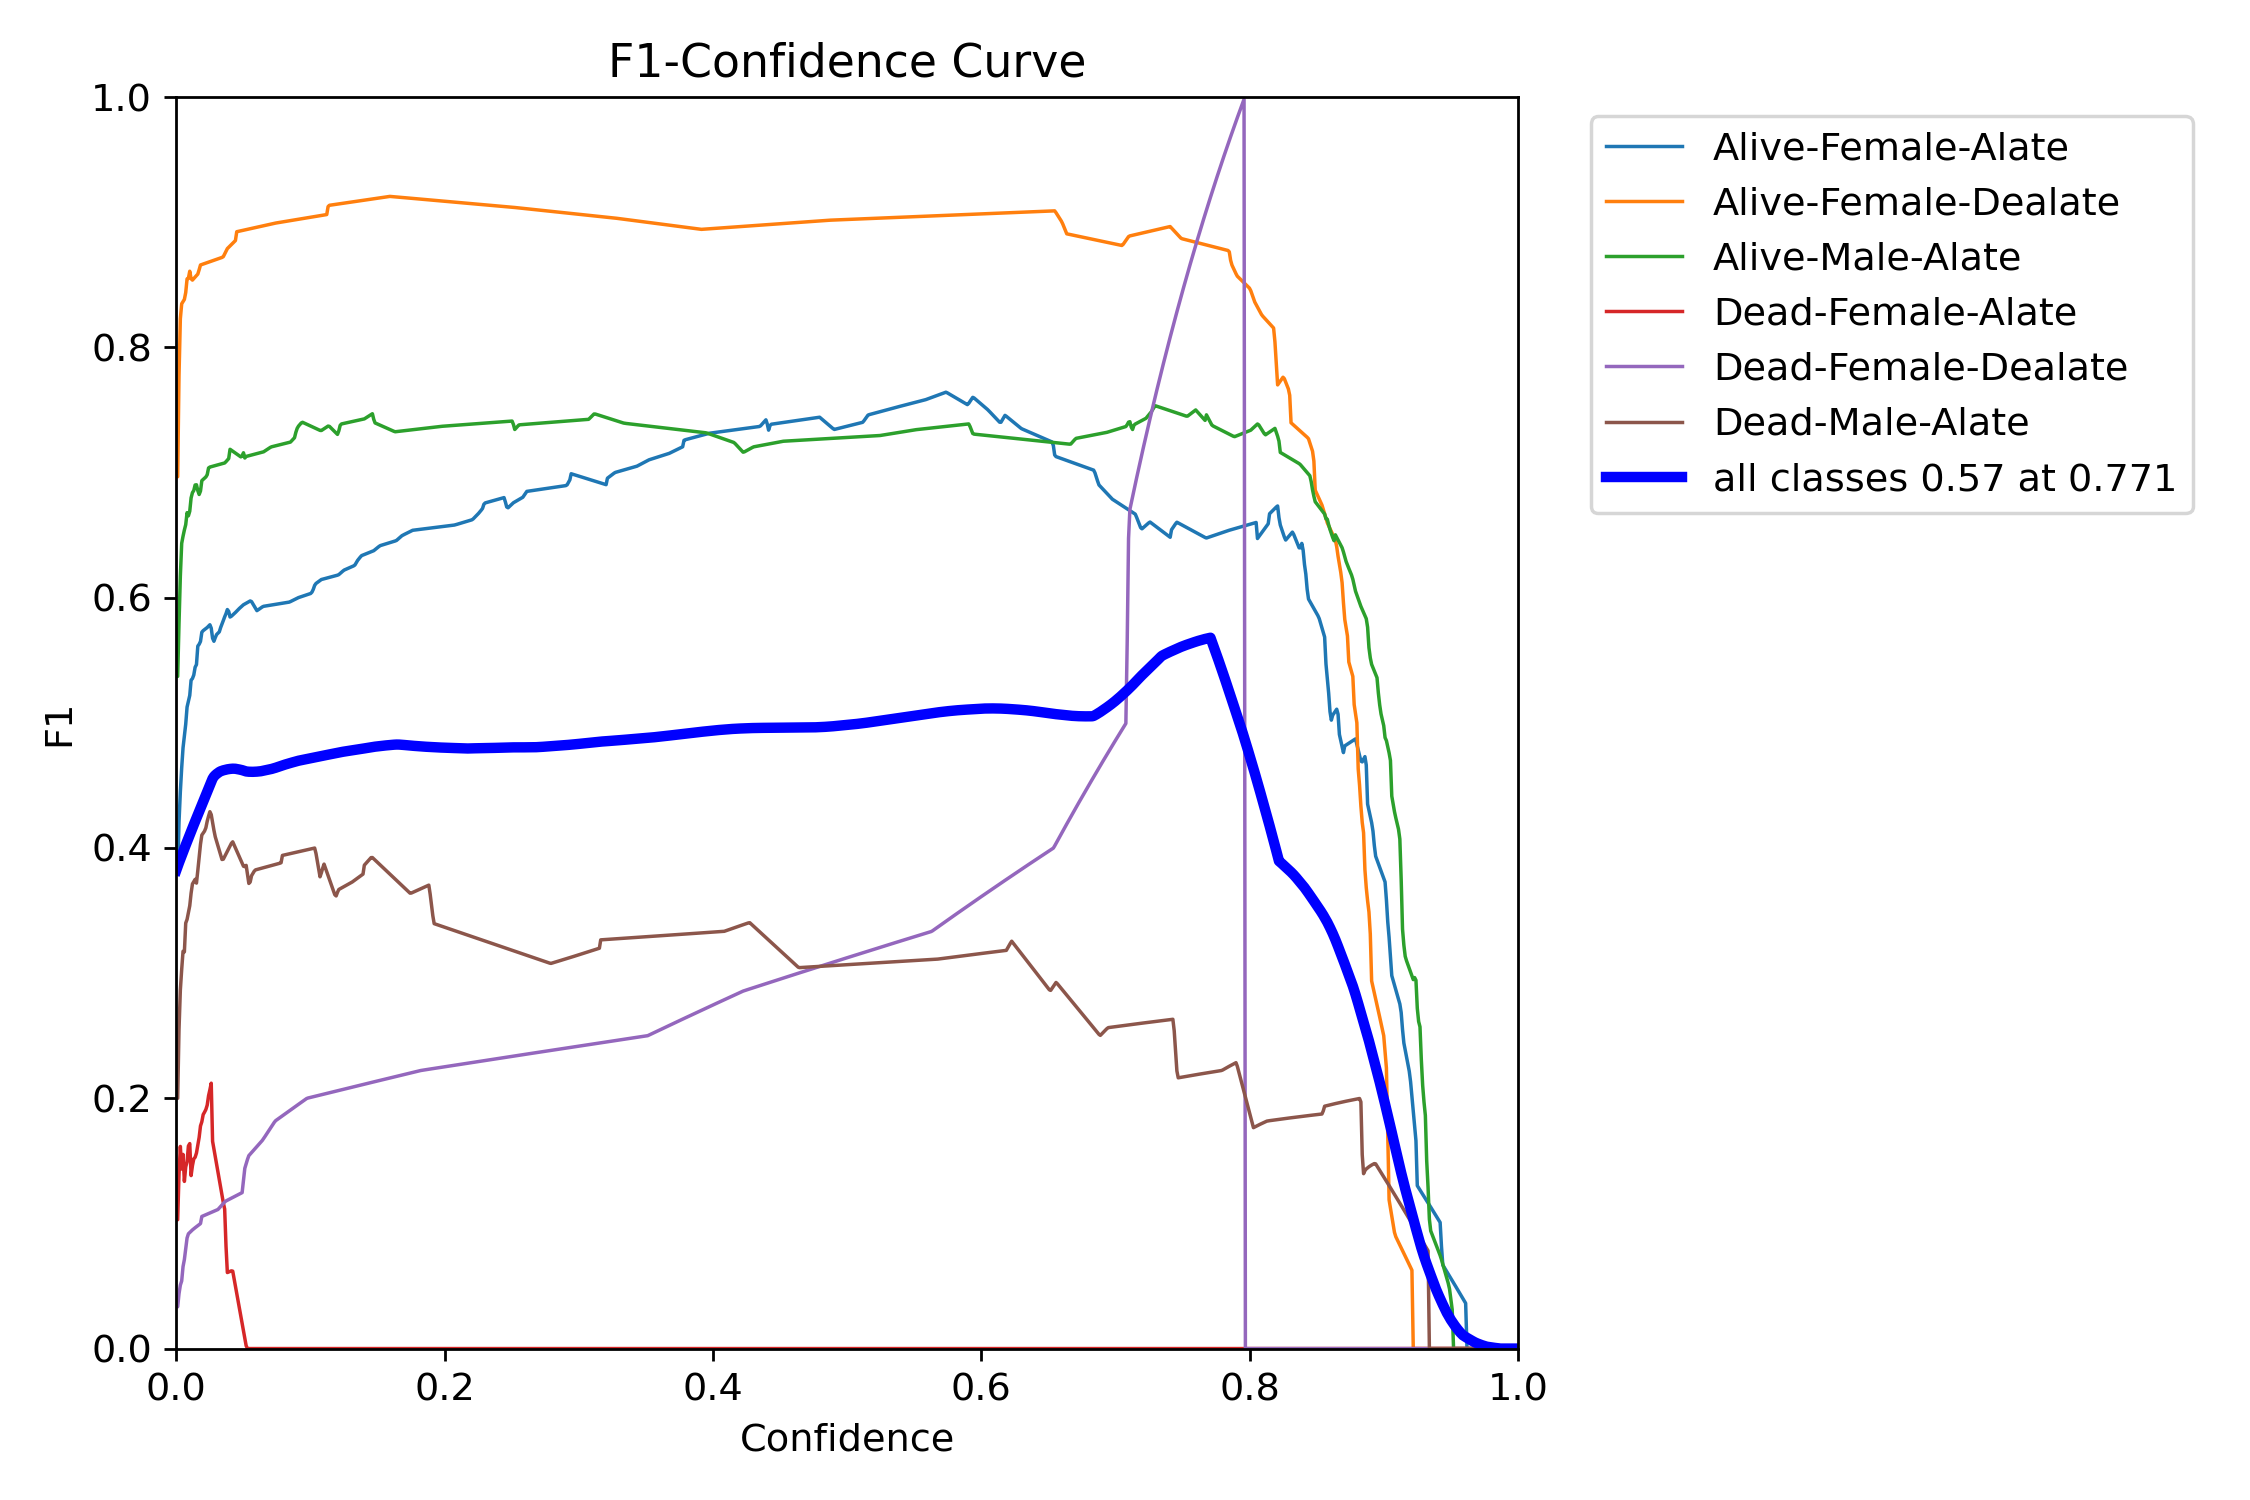 F1-Confidence Curve
1.0
0.8
0.6
0.4
0.2
0.0
F1
0.0 0.2 0.4 0.6 0.8 1.0
Confidence
Alive-Female-Alate
Alive-Female-Dealate
Alive-Male-Alate
Dead-Female-Alate
Dead-Female-Dealate
Dead-Male-Alate
all classes 0.57 at 0.771